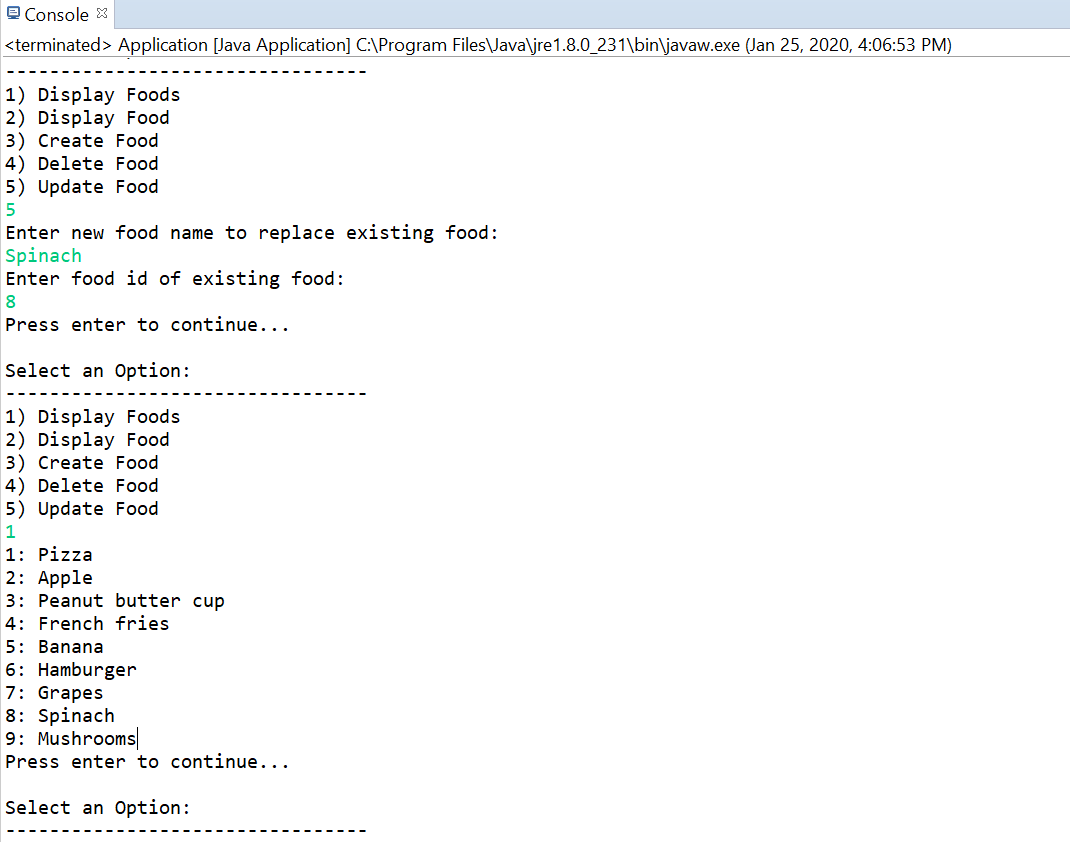 Console
<terminated> Application [Java Application] C:\Program Files\Java\jre1.8.0_231\bin\javaw.exe (Jan 25, 2020, 4:06:53 PM)
---------------------------------
1) Display Foods
2) Display Food
3) Create Food
4) Delete Food
5) Update Food
5
Enter new food name to replace existing food:
Spinach
Enter food id of existing food:
8
Press enter to continue...
Select an Option:
---------------------------------
1) Display Foods
2) Display Food
3) Create Food
4) Delete Food
5) Update Food
1
1: Pizza
2: Apple
3: Peanut butter cup
4: French fries
5: Banana
6: Hamburger
7: Grapes
8: Spinach
9: Mushrooms
Press enter to continue...
Select an Option:
---------------------------------